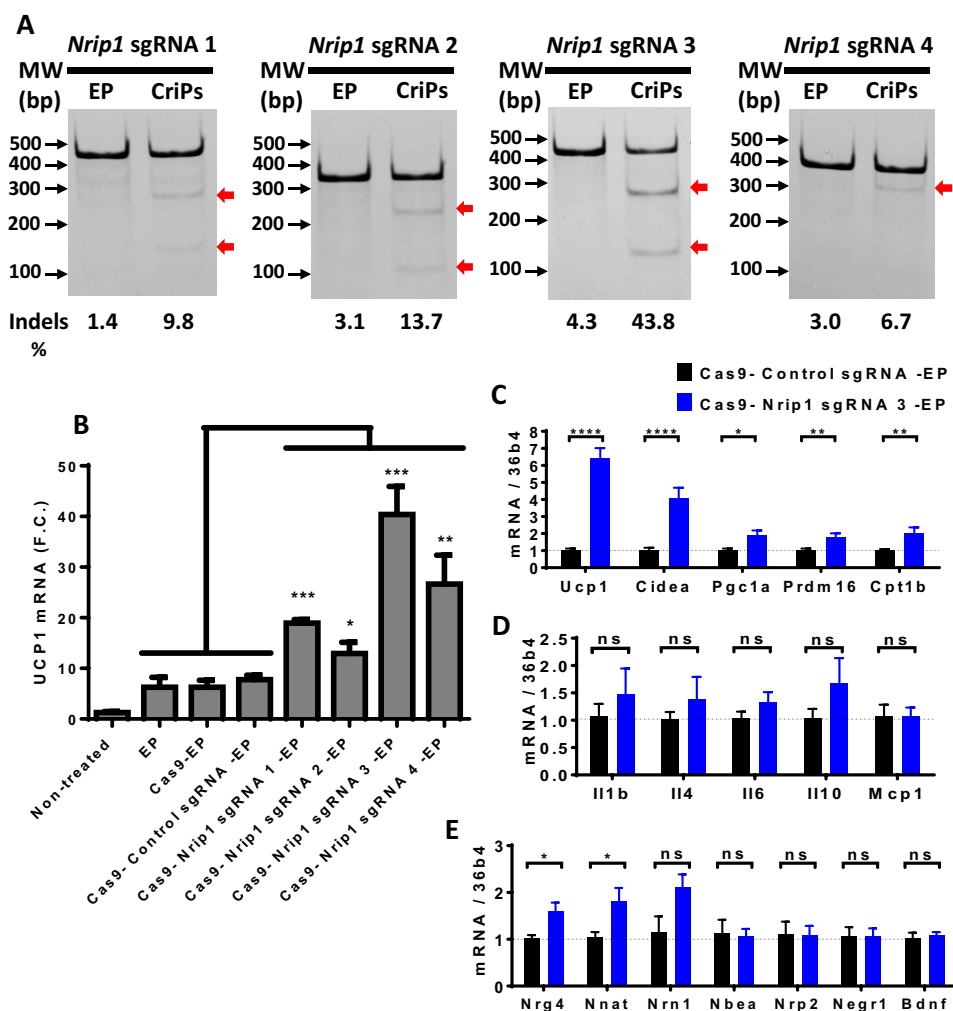 A
Nrip1 sgRNA 1
MW
(bp)
EP CriPs
500
400
300
200
100
Nrip1 sgRNA 2
MW
(bp)
EP CriPs
500
400
300
200
100
Nrip1 sgRNA 3
MW
(bp)
EP CriPs
500
400
300
200
100
Nrip1 sgRNA 4
MW
(bp)
EP CriPs
500
400
300
200
100
Indels 1.4 9.8 3.1 13.7 4.3 43.8 3.0 6.7
%
B
UCP1 mRNA (F.C.)
50
40
30
20
10
0
***
*
***
**
Non-treated
EP
Cas9-EP
Cas9- Control sgRNA -EP
Cas9- Nrip1 sgRNA 1 -EP
Cas9- Nrip1 sgRNA 2 -EP
Cas9- Nrip1 sgRNA 3 -EP
Cas9- Nrip1 sgRNA 4 -EP
Cas9- Control sgRNA -EP
Cas9- Nrip1 sgRNA 3 -EP
C
mRNA / 36b4
8
7
6
5
4
3
2
1
0
**** **** * ** **
Ucp1 Cidea Pgc1a Prdm16 Cpt1b
D
mRNA / 36b4
2.5
2.0
1.5
1.0
0.5
0.0
ns ns ns ns ns
Il1b Il4 Il6 Il10 Mcp1
E
mRNA / 36b4
3
2
1
0
* * ns ns ns ns ns
Nrg4 Nnat Nrn1 Nbea Nrp2 Negr1 Bdnf